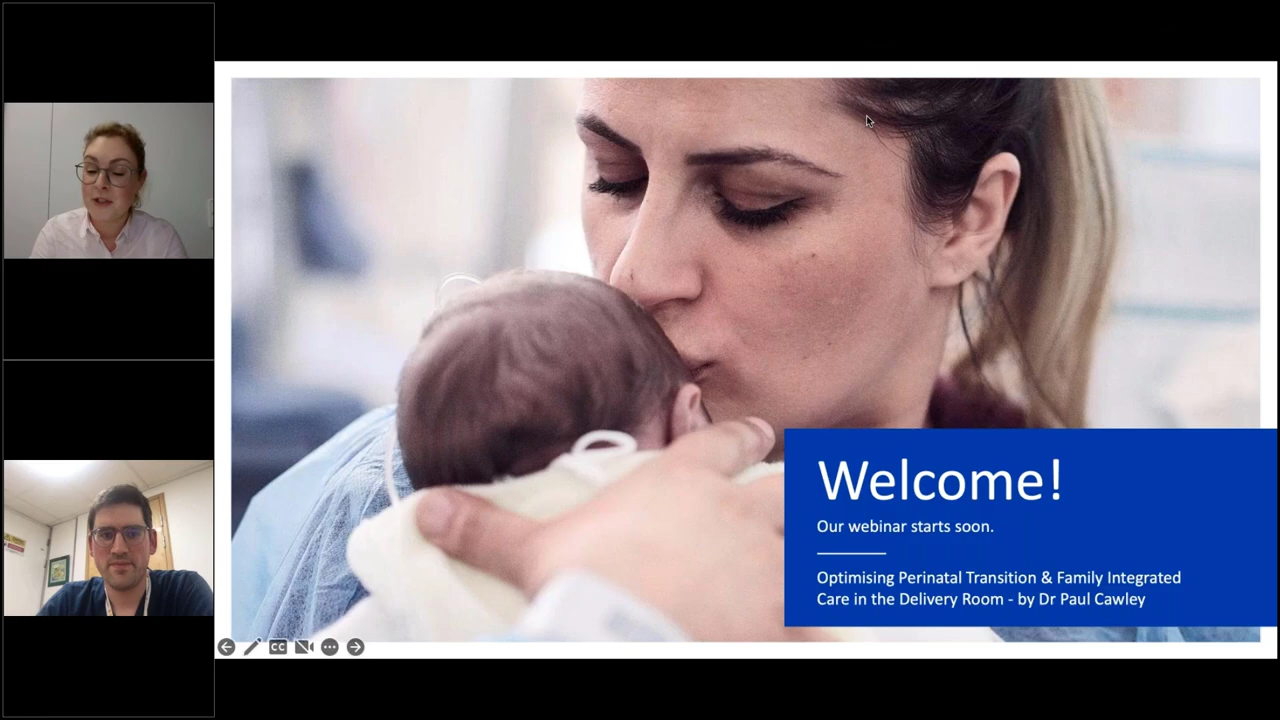 Welcome!
Our webinar starts soon.
Optimising Perinatal Transition & Family Integrated
Care in the Delivery Room - by Dr Paul Cawley
CC